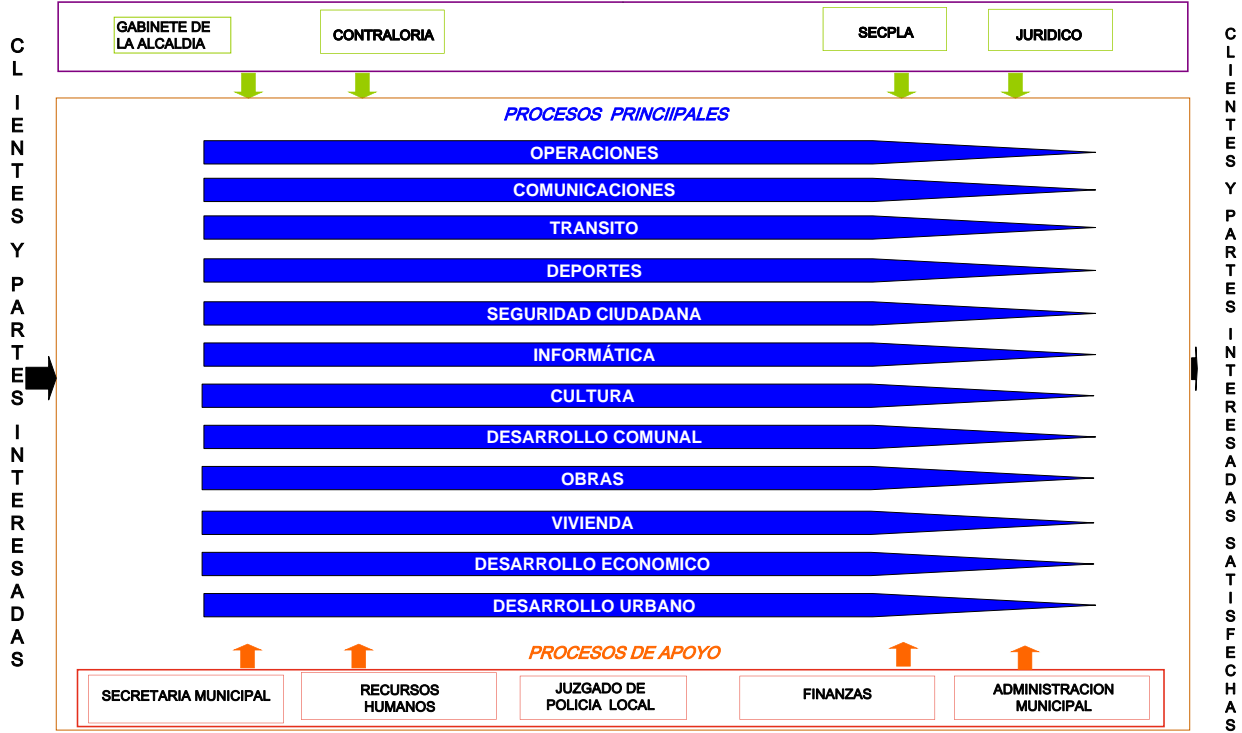 GABINETE DE
LA ALCALDIA
CONTRALORIA
SECPLA
JURIDICO
CLIENTES Y PARTES INTERESADAS
PROCESOS PRINCIIPALES
OPERACIONES
COMUNICACIONES
TRANSITO
DEPORTES
SEGURIDAD CIUDADANA
INFORMÁTICA
CULTURA
DESARROLLO COMUNAL
OBRAS
VIVIENDA
DESARROLLO ECONOMICO
DESARROLLO URBANO
PROCESOS DE APOYO
SECRETARIA MUNICIPAL
RECURSOS
HUMANOS
JUZGADO DE
POLICIA LOCAL
FINANZAS
ADMINISTRACION
MUNICIPAL
CLIENTES Y PARTES INTERESADAS SATISFECHAS